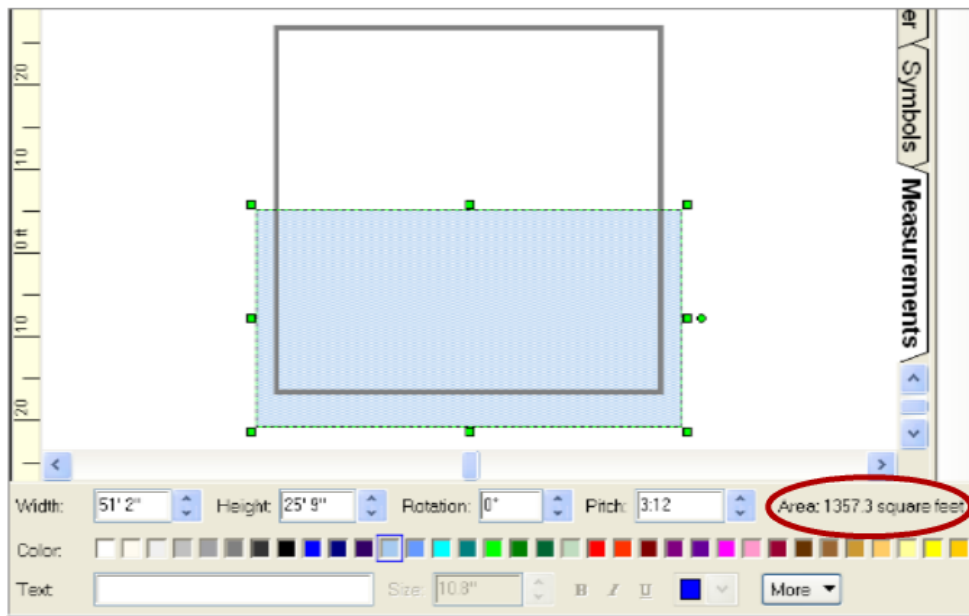 er
Symbols
Measurements
20
10
0 ft
10
20
Width: 51' 2" Height: 25' 9" Rotation: 0° Pitch: 3:12 Area: 1357.3 square feet
Color:
Text: Size: 10.8" B I U More